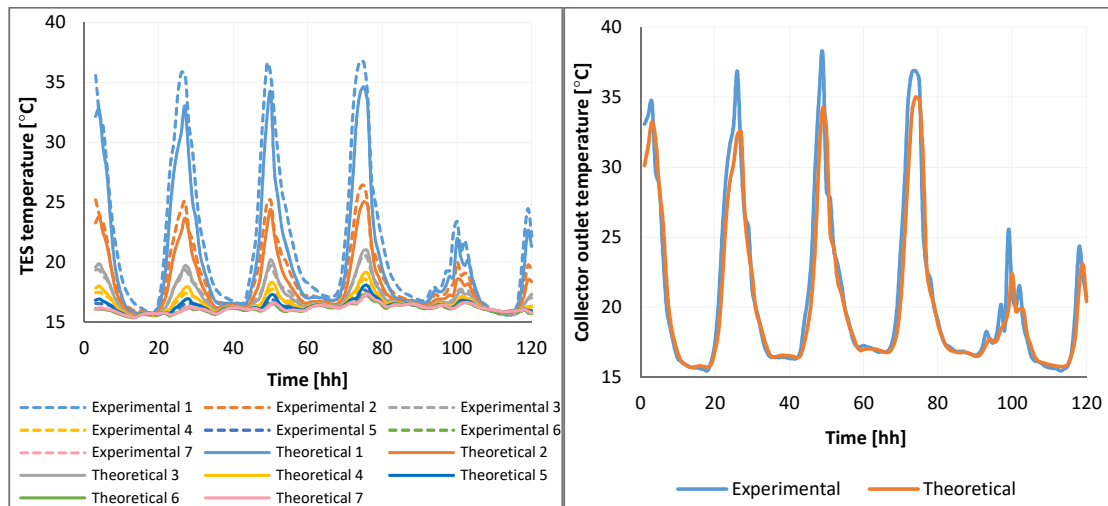 40
35
30
25
20
15
TES temperature [°C]
0 20 40 60 80 100 120
Time [hh]
Experimental 1 Experimental 2 Experimental 3
Experimental 4 Experimental 5 Experimental 6
Experimental 7 Theoretical 1 Theoretical 2
Theoretical 3 Theoretical 4 Theoretical 5
Theoretical 6 Theoretical 7
40
35
30
25
20
15
Collector outlet temperature [°C]
0 20 40 60 80 100 120
Time [hh]
Experimental Theoretical